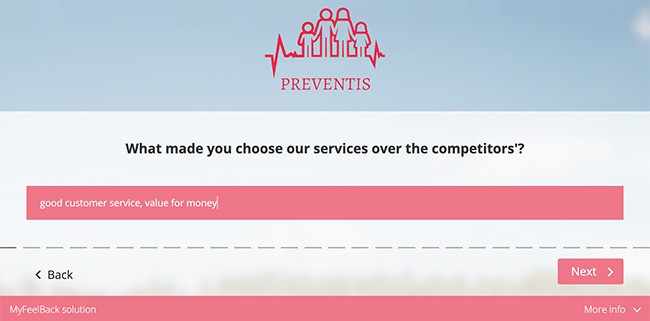 PREVENTIS
What made you choose our services over the competitors'?
good customer service, value for money
Back
Next
MyFeelBack solution
More info